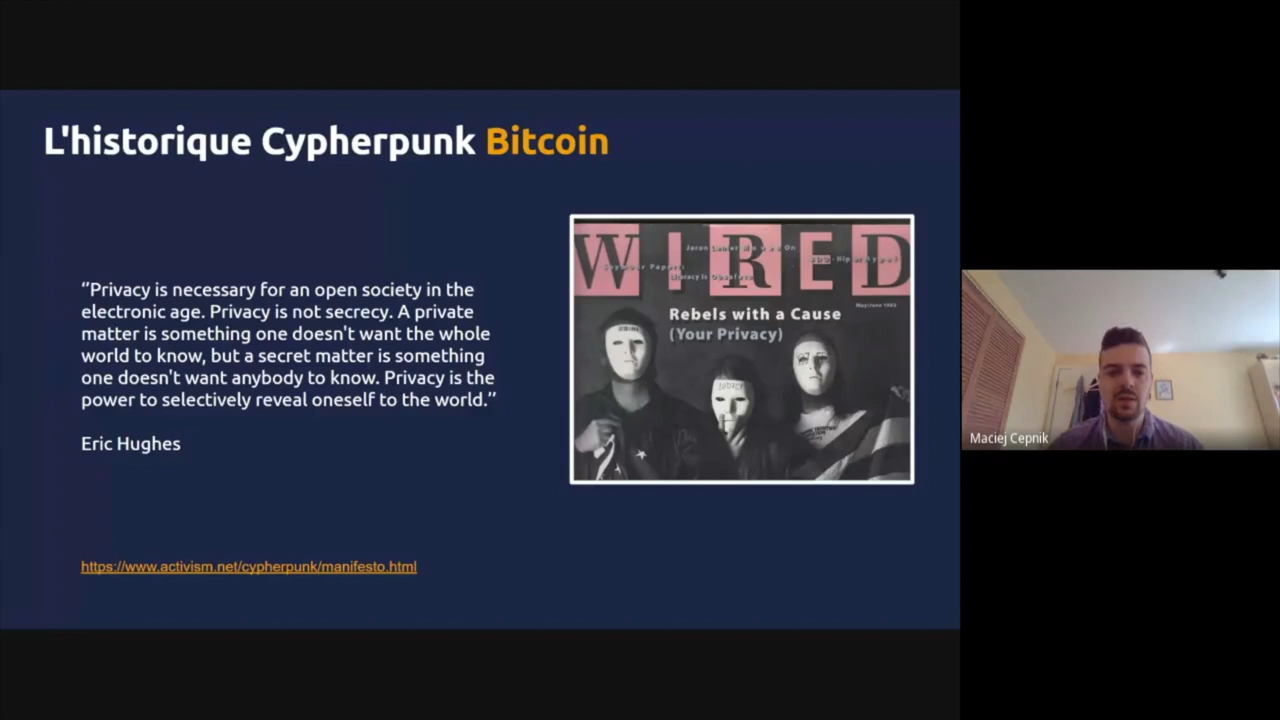 L'historique Cypherpunk Bitcoin
‘’Privacy is necessary for an open society in the
electronic age. Privacy is not secrecy. A private
matter is something one doesn't want the whole
world to know, but a secret matter is something
one doesn't want anybody to know. Privacy is the
power to selectively reveal oneself to the world.’’
Eric Hughes
https://www.activism.net/cypherpunk/manifesto.html
WIRED
Rebels with a Cause
(Your Privacy)
Maciej Cepnik